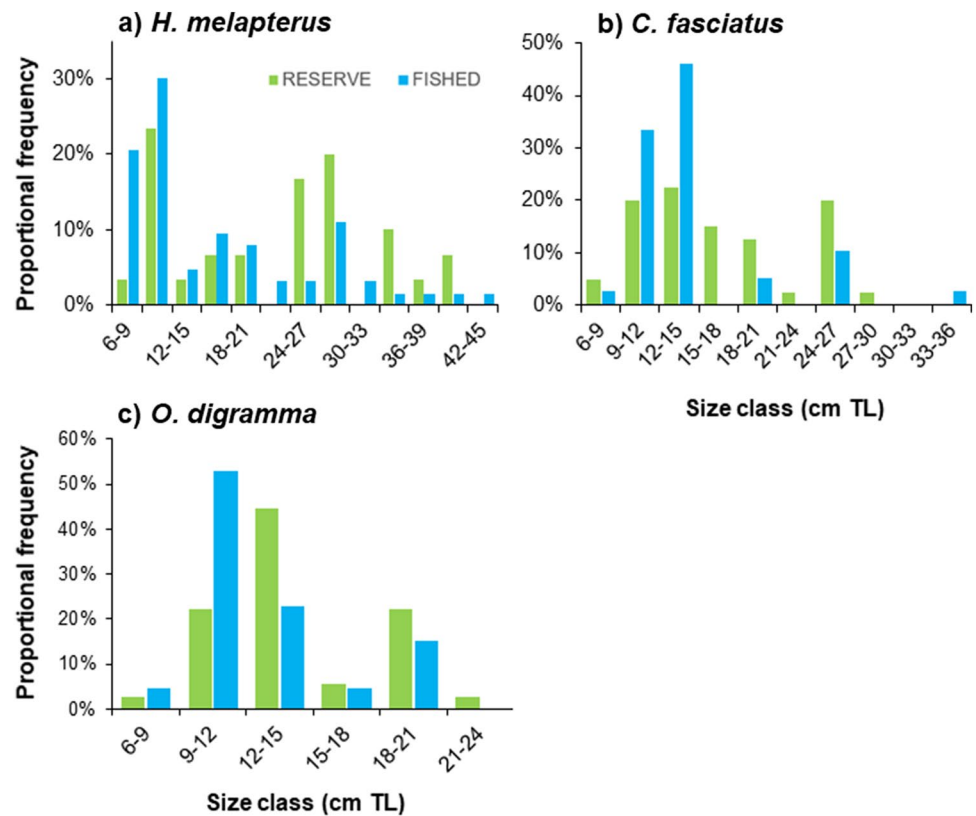 a) H. melapterus
Proportional frequency
30%
20%
10%
0%
RESERVE FISHED
6-9 12-15 18-21 24-27 30-33 36-39 42-45
b) C. fasciatus
50%
40%
30%
20%
10%
0%
6-9 9-12 12-15 15-18 18-21 21-24 24-27 27-30 30-33 33-36
Size class (cm TL)
c) O. digramma
Proportional frequency
60%
50%
40%
30%
20%
10%
0%
6-9 9-12 12-15 15-18 18-21 21-24
Size class (cm TL)